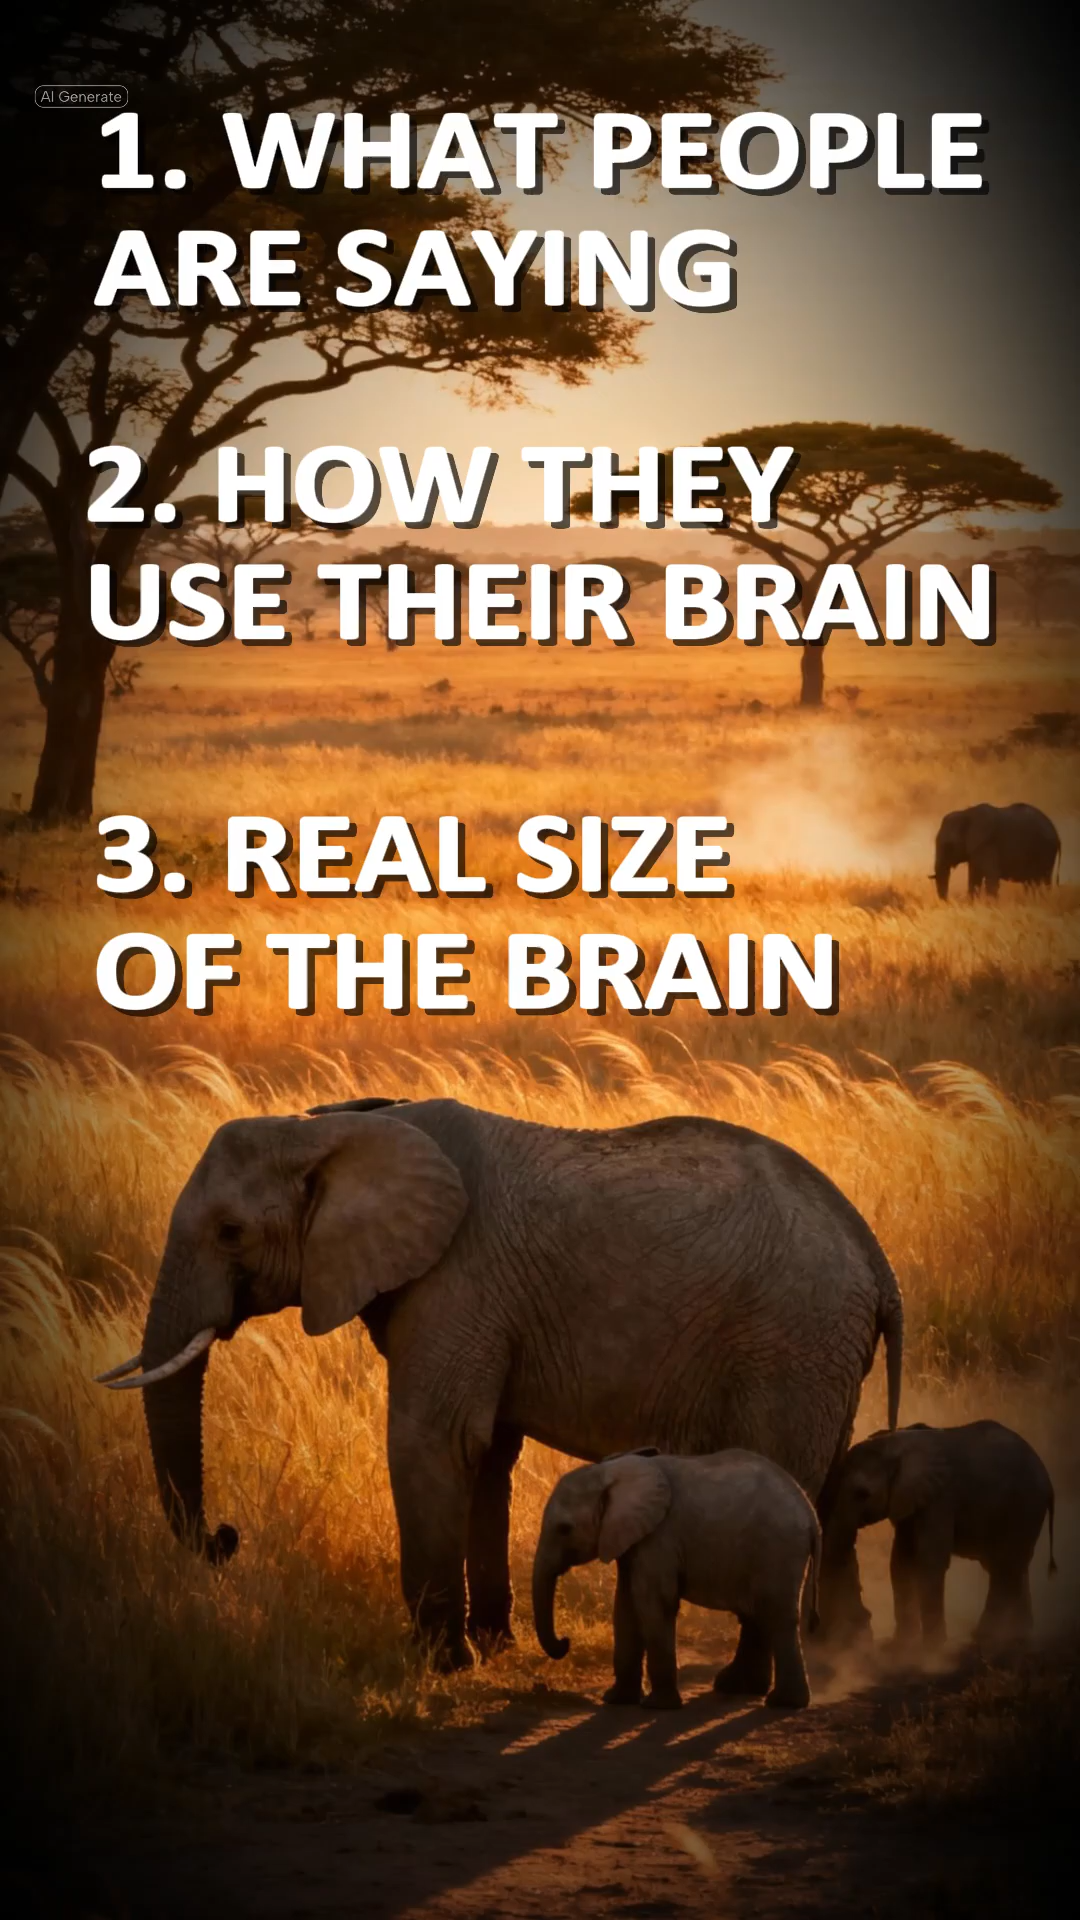 AI Generate
1. WHAT PEOPLE
ARE SAYING
2. HOW THEY
USE THEIR BRAIN
3. REAL SIZE
OF THE BRAIN